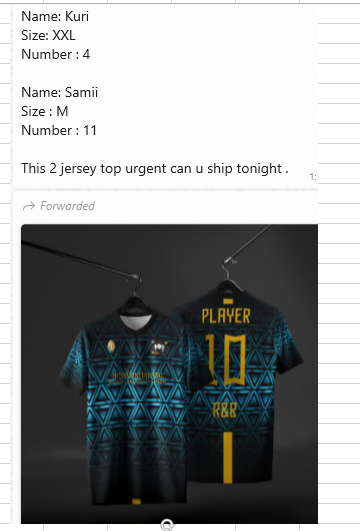 Name: Kuri
Size: XXL
Number : 4
Name: Samii
Size : M
Number : 11
This 2 jersey top urgent can u ship tonight .
Forwarded
PLAYER
10
R&B